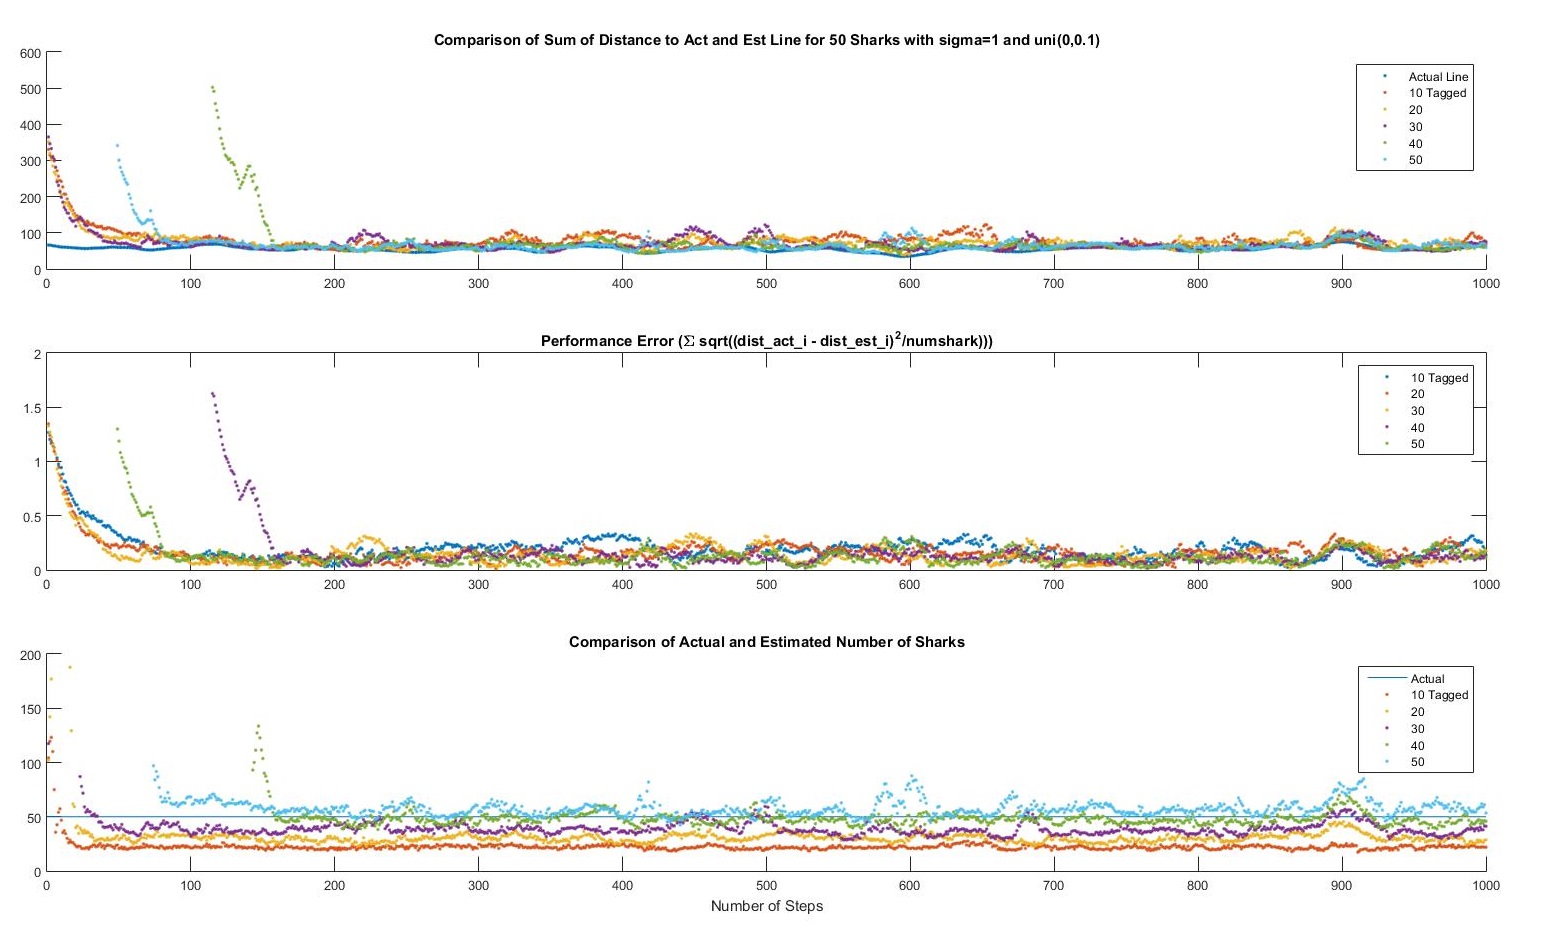 Comparison of Sum of Distance to Act and Est Line for 50 Sharks with sigma=1 and uni(0,0.1)
600
500
400
300
200
100
0
0 100 200 300 400 500 600 700 800 900 1000
Actual Line
10 Tagged
20
30
40
50
Performance Error (Σ sqrt((dist_act_i - dist_est_i)²/numshark)))
2
1.5
1
0.5
0
0 100 200 300 400 500 600 700 800 900 1000
10 Tagged
20
30
40
50
Comparison of Actual and Estimated Number of Sharks
200
150
100
50
0
0 100 200 300 400 500 600 700 800 900 1000
Actual
10 Tagged
20
30
40
50
Number of Steps